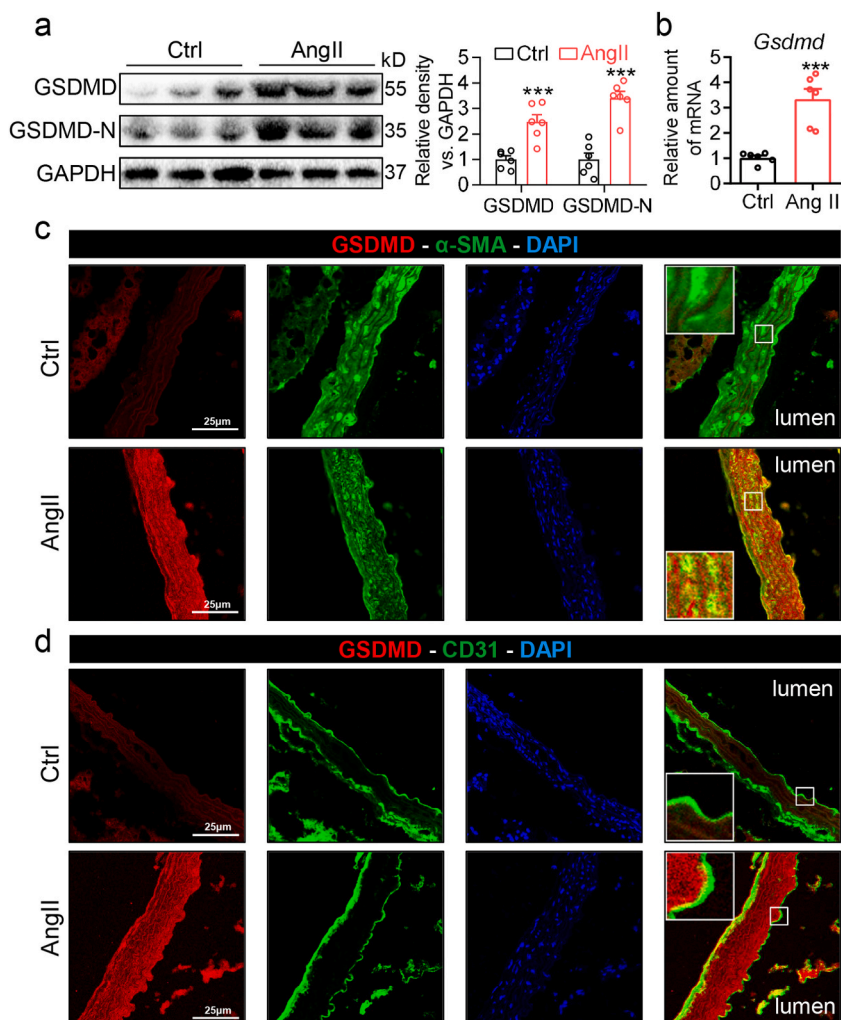 a
Ctrl AngII kD
GSDMD 55
GSDMD-N 35
GAPDH 37
Ctrl AngII
Relative density
vs. GAPDH
5
4
3
2
1
0
***
***
GSDMD GSDMD-N
b
Gsdmd
Relative amount
of mRNA
5
4
3
2
1
0
***
Ctrl Ang II
c
GSDMD - α-SMA - DAPI
Ctrl
25μm
lumen
AngII
25μm
lumen
d
GSDMD - CD31 - DAPI
Ctrl
25μm
lumen
AngII
25μm
lumen